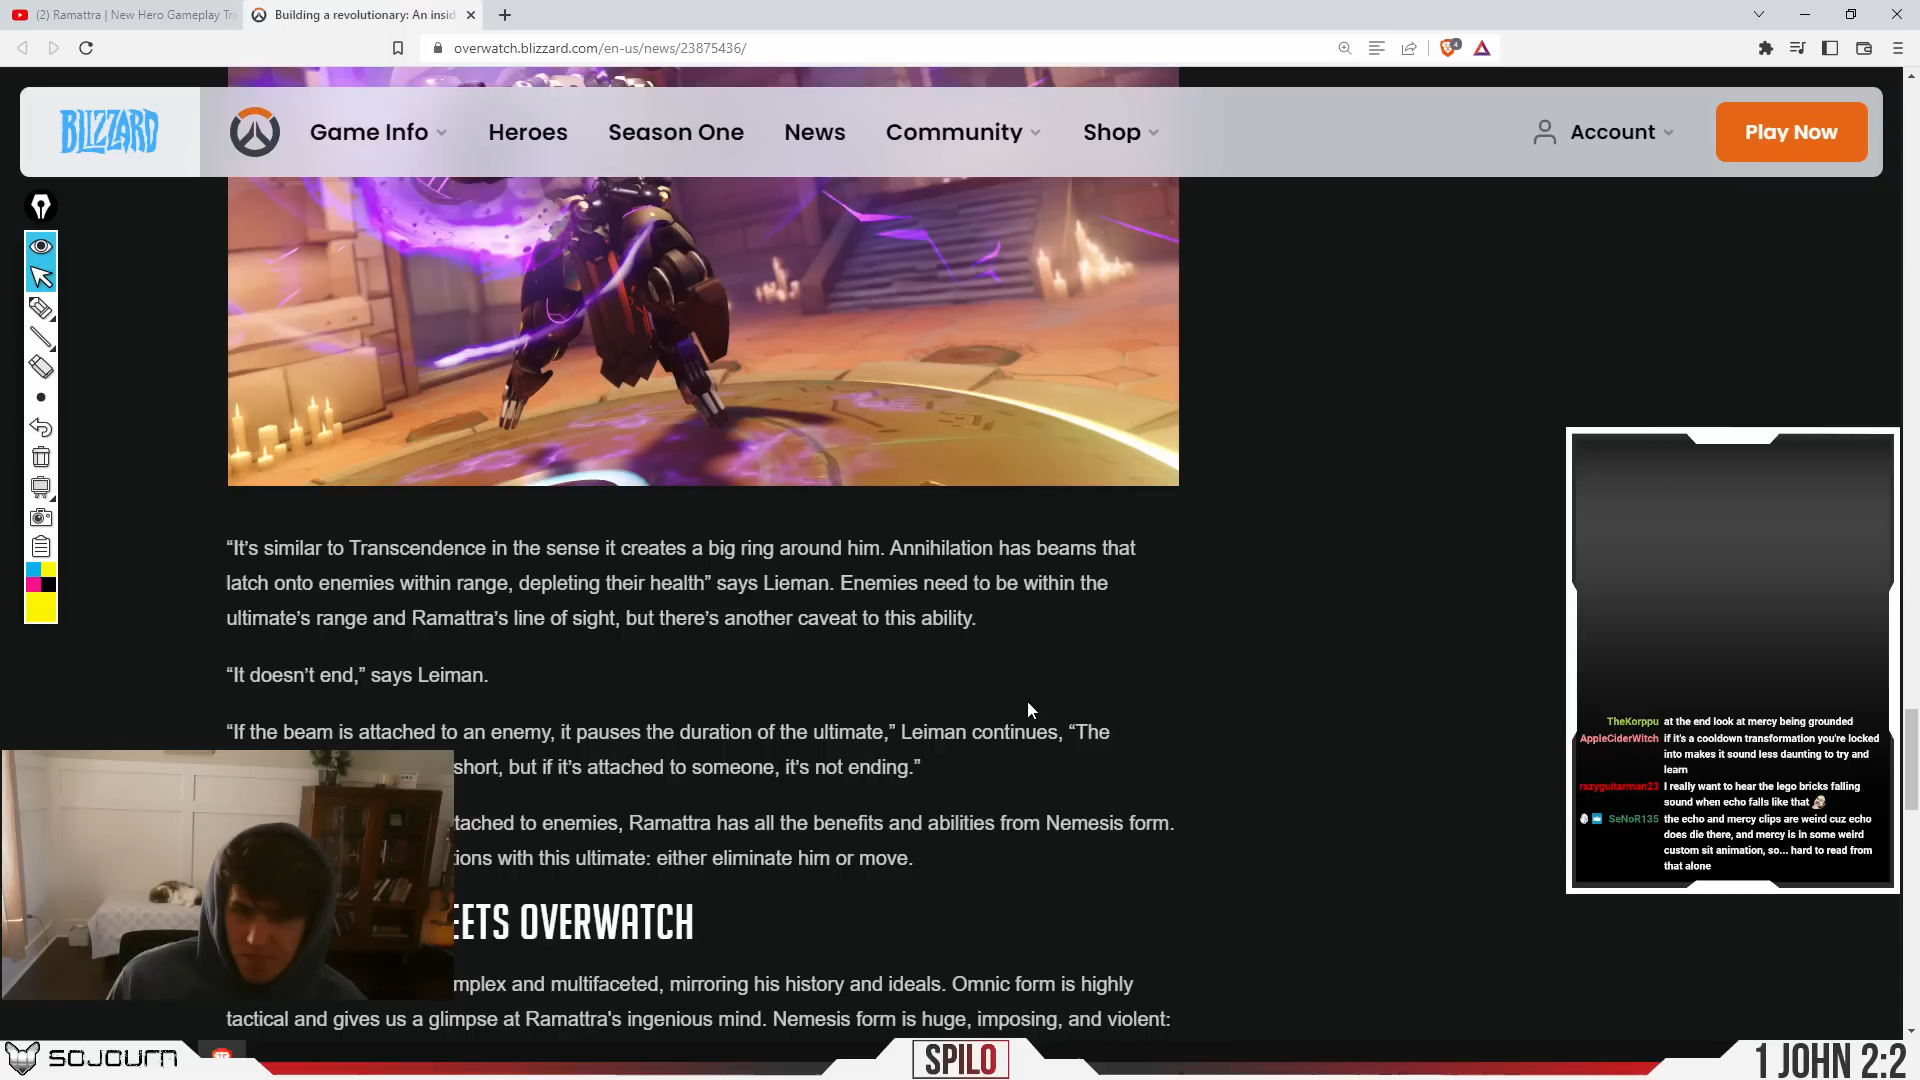 (2) Ramattra | New Hero Gameplay Tra
Building a revolutionary: An insid
overwatch.blizzard.com/en-us/news/23875436/
4
BLIZZARD
Game Info
Heroes
Season One
News
Community
Shop
Account
Play Now
“It’s similar to Transcendence in the sense it creates a big ring around him. Annihilation has beams that
latch onto enemies within range, depleting their health” says Lieman. Enemies need to be within the
ultimate’s range and Ramattra’s line of sight, but there’s another caveat to this ability.
“It doesn’t end,” says Leiman.
“If the beam is attached to an enemy, it pauses the duration of the ultimate,” Leiman continues, “The
short, but if it’s attached to someone, it’s not ending.”
tached to enemies, Ramattra has all the benefits and abilities from Nemesis form.
tions with this ultimate: either eliminate him or move.
EETS OVERWATCH
mplex and multifaceted, mirroring his history and ideals. Omnic form is highly
tactical and gives us a glimpse at Ramattra's ingenious mind. Nemesis form is huge, imposing, and violent:
TheKorppu at the end look at mercy being grounded
AppleCiderWitch if it's a cooldown transformation you're locked
into makes it sound less daunting to try and
learn
razyguitarman23 I really want to hear the lego bricks falling
sound when echo falls like that
SeNoR135 the echo and mercy clips are weird cuz echo
does die there, and mercy is in some weird
custom sit animation, so... hard to read from
that alone
SOJOURN
SPILO
1 JOHN 2:2